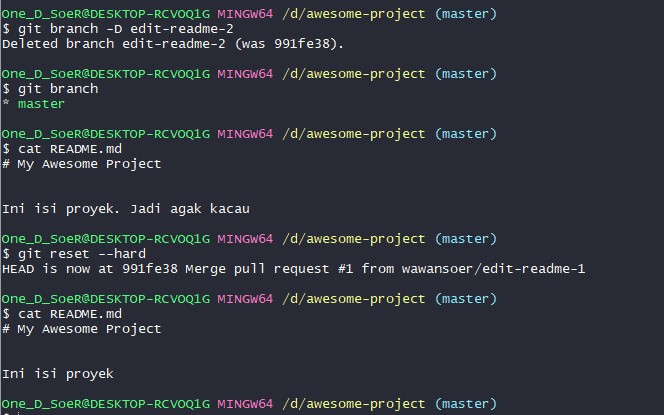 One_D_SoeR@DESKTOP-RCVOQ1G MINGW64 /d/awesome-project (master)
$ git branch -D edit-readme-2
Deleted branch edit-readme-2 (was 991fe38).
One_D_SoeR@DESKTOP-RCVOQ1G MINGW64 /d/awesome-project (master)
$ git branch
* master
One_D_SoeR@DESKTOP-RCVOQ1G MINGW64 /d/awesome-project (master)
$ cat README.md
# My Awesome Project
Ini isi proyek. Jadi agak kacau
One_D_SoeR@DESKTOP-RCVOQ1G MINGW64 /d/awesome-project (master)
$ git reset --hard
HEAD is now at 991fe38 Merge pull request #1 from wawansoer/edit-readme-1
One_D_SoeR@DESKTOP-RCVOQ1G MINGW64 /d/awesome-project (master)
$ cat README.md
# My Awesome Project
Ini isi proyek
One_D_SoeR@DESKTOP-RCVOQ1G MINGW64 /d/awesome-project (master)